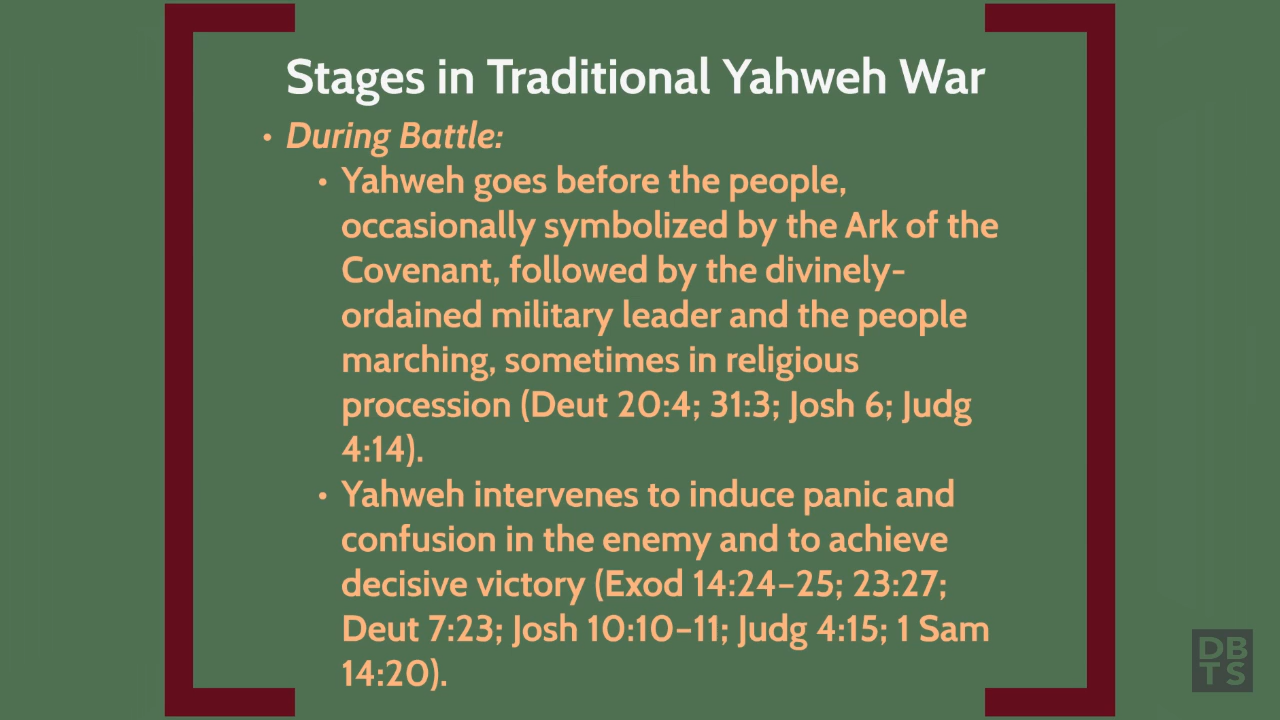 Stages in Traditional Yahweh War
• During Battle:
• Yahweh goes before the people,
occasionally symbolized by the Ark of the
Covenant, followed by the divinely-
ordained military leader and the people
marching, sometimes in religious
procession (Deut 20:4; 31:3; Josh 6; Judg
4:14).
• Yahweh intervenes to induce panic and
confusion in the enemy and to achieve
decisive victory (Exod 14:24–25; 23:27;
Deut 7:23; Josh 10:10–11; Judg 4:15; 1 Sam
14:20).
DB
TS